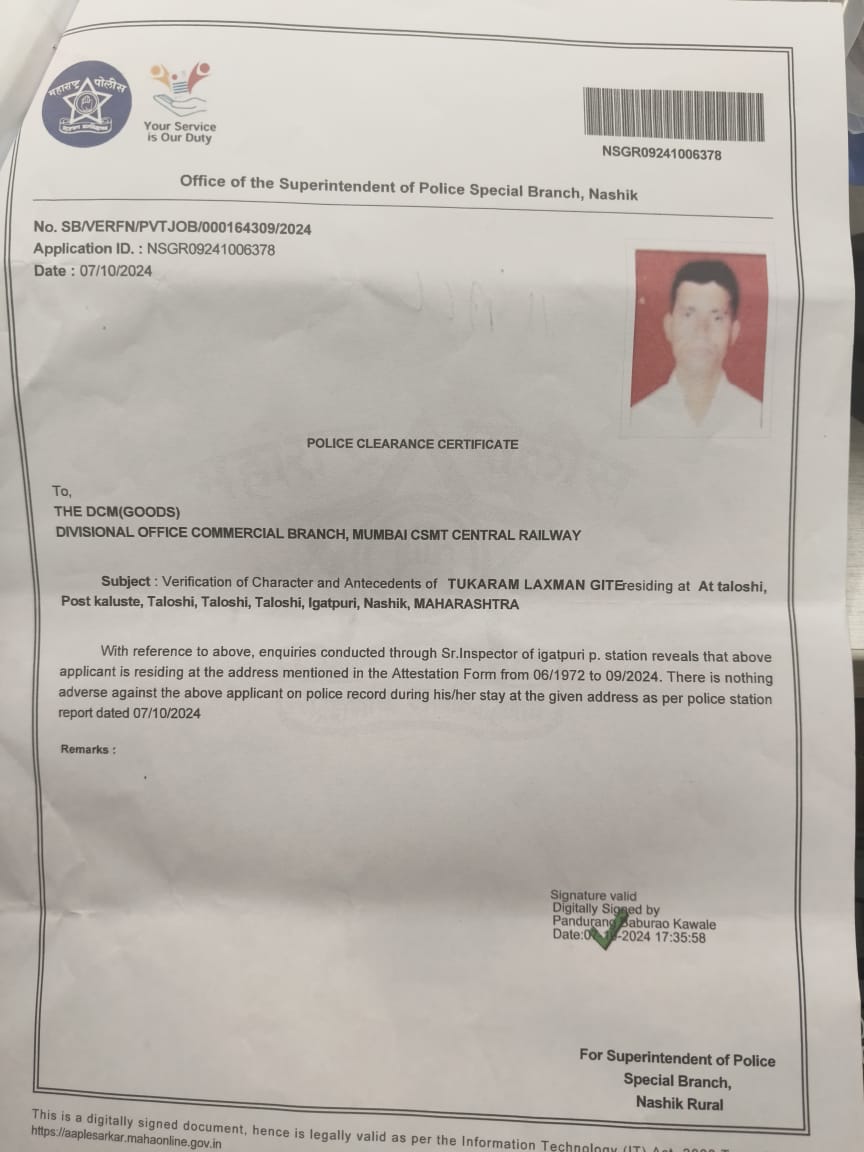 महाराष्ट्र पोलीस
Your Service
is Our Duty
NSGR09241006378
Office of the Superintendent of Police Special Branch, Nashik
No. SB/VERFN/PVTJOB/000164309/2024
Application ID. : NSGR09241006378
Date : 07/10/2024
POLICE CLEARANCE CERTIFICATE
To,
THE DCM(GOODS)
DIVISIONAL OFFICE COMMERCIAL BRANCH, MUMBAI CSMT CENTRAL RAILWAY
Subject : Verification of Character and Antecedents of TUKARAM LAXMAN GITEresiding at At taloshi,
Post kaluste, Taloshi, Taloshi, Taloshi, Igatpuri, Nashik, MAHARASHTRA
With reference to above, enquiries conducted through Sr.Inspector of igatpuri p. station reveals that above
applicant is residing at the address mentioned in the Attestation Form from 06/1972 to 09/2024. There is nothing
adverse against the above applicant on police record during his/her stay at the given address as per police station
report dated 07/10/2024
Remarks :
Signature valid
Digitally Signed by
Pandurang Baburao Kawale
Date:07-10-2024 17:35:58
For Superintendent of Police
Special Branch,
Nashik Rural
This is a digitally signed document, hence is legally valid as per the Information Technology (IT)
https://aaplesarkar.mahaonline.gov.in